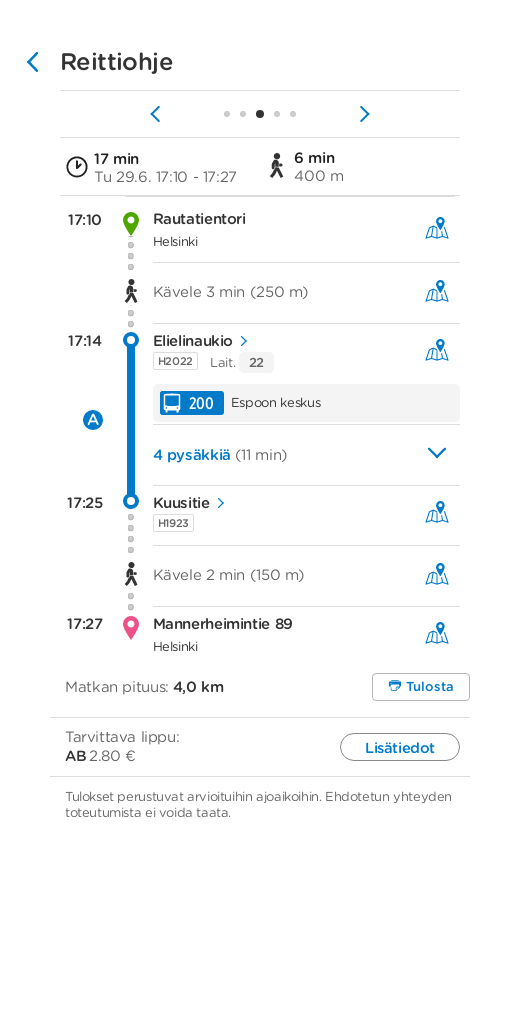 Reittiohje
17 min
Tu 29.6. 17:10 - 17:27
6 min
400 m
17:10 Rautatientori
Helsinki
Kävele 3 min (250 m)
17:14 Elielinaukio
H2022 Lait. 22
200 Espoon keskus
A
4 pysäkkiä (11 min)
17:25 Kuusitie
H1923
Kävele 2 min (150 m)
17:27 Mannerheimintie 89
Helsinki
Matkan pituus: 4,0 km
Tulosta
Tarvittava lippu:
AB 2.80 €
Lisätiedot
Tulokset perustuvat arvioituihin ajoaikoihin. Ehdotetun yhteyden
toteutumista ei voida taata.